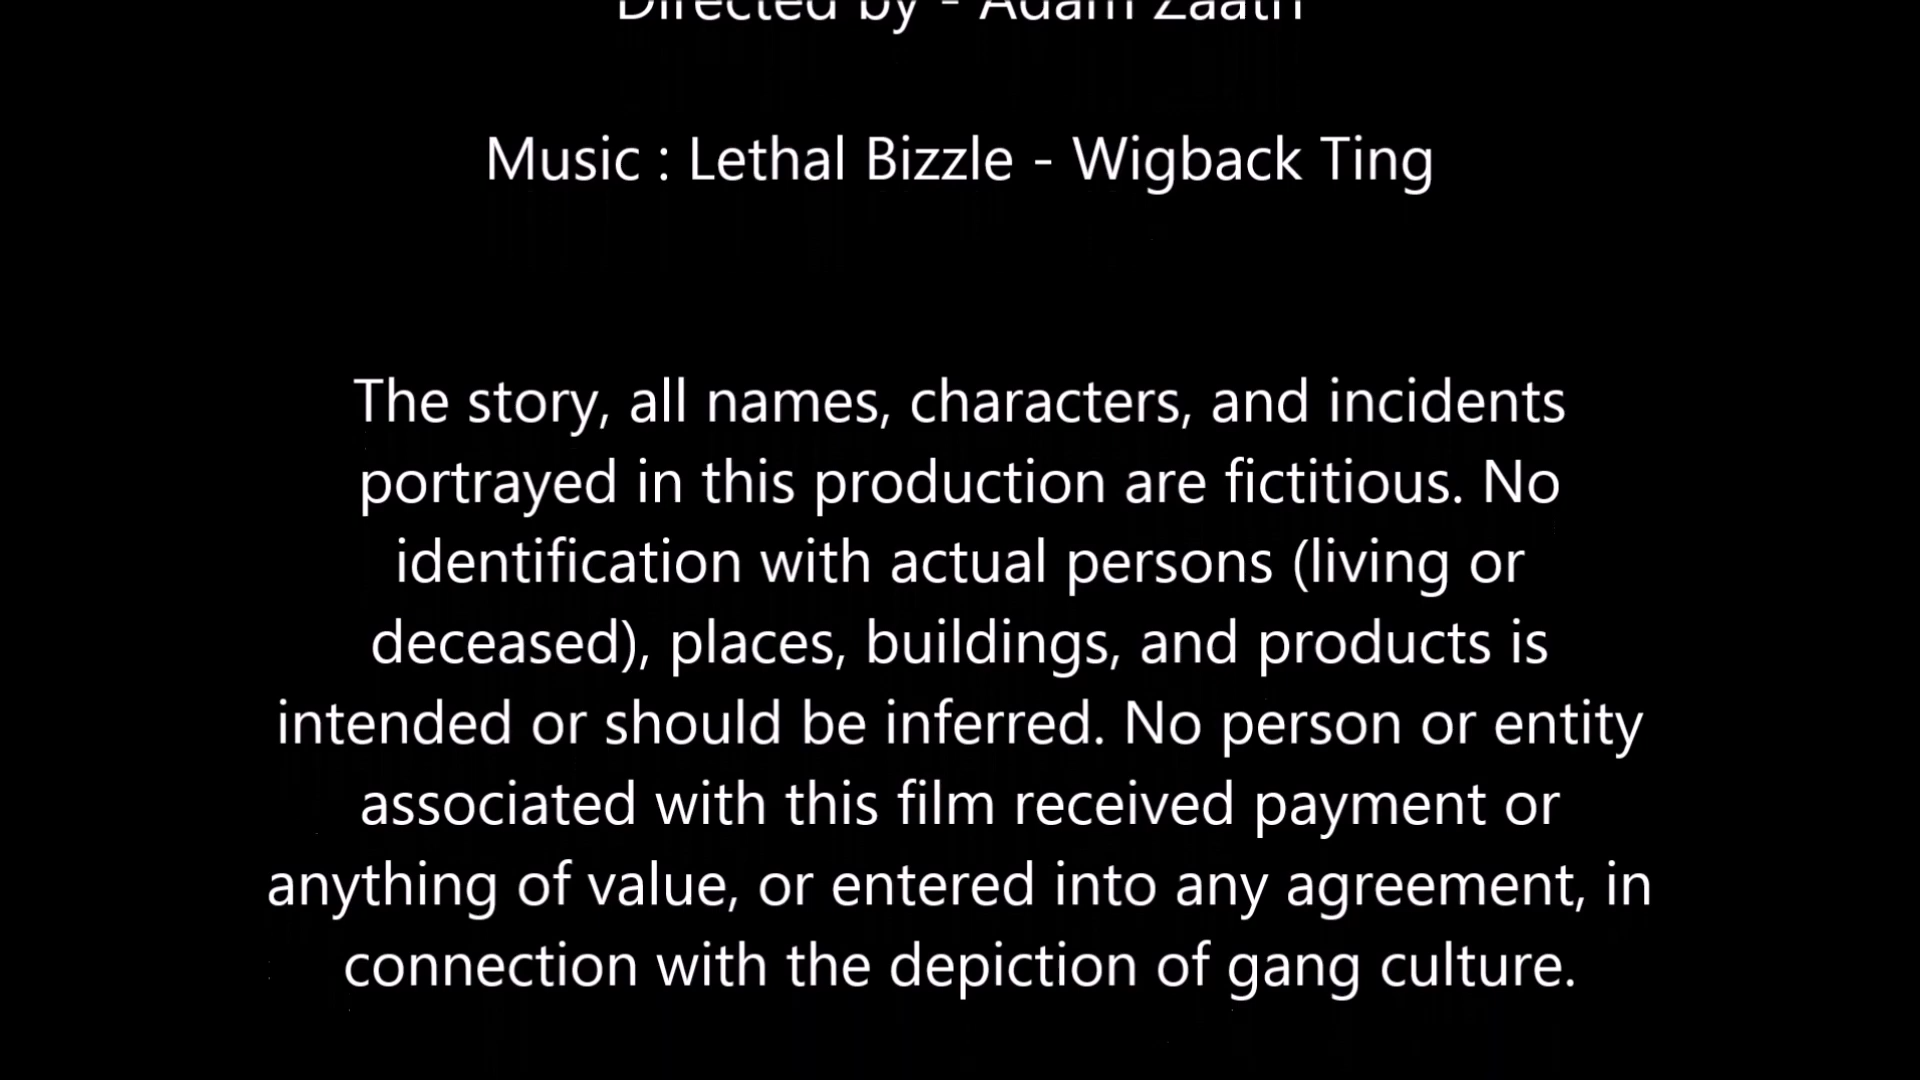 Directed by - Adam
Music : Lethal Bizzle - Wigback Ting
The story, all names, characters, and incidents
portrayed in this production are fictitious. No
identification with actual persons (living or
deceased), places, buildings, and products is
intended or should be inferred. No person or entity
associated with this film received payment or
anything of value, or entered into any agreement, in
connection with the depiction of gang culture.